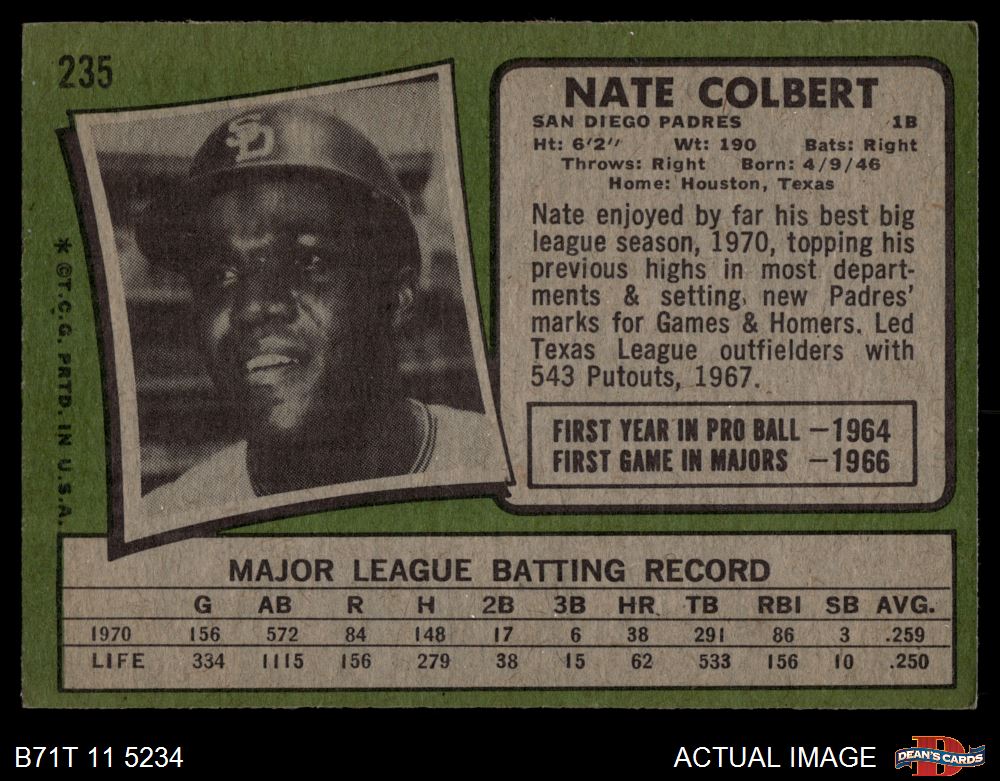 235
NATE COLBERT
SAN DIEGO PADRES 1B
Ht: 6'2" Wt: 190 Bats: Right
Throws: Right Born: 4/9/46
Home: Houston, Texas
Nate enjoyed by far his best big
league season, 1970, topping his
previous highs in most depart-
ments & setting new Padres'
marks for Games & Homers. Led
Texas League outfielders with
543 Putouts, 1967.
FIRST YEAR IN PRO BALL —1964
FIRST GAME IN MAJORS —1966
SD
* ©T.C.G. PRTD. IN U.S.A.
MAJOR LEAGUE BATTING RECORD
G AB R H 2B 3B HR TB RBI SB AVG.
1970 156 572 84 148 17 6 38 291 86 3 .259
LIFE 334 1115 156 279 38 15 62 533 156 10 .250
B71T 11 5234 ACTUAL IMAGE
D
DEAN'S CARDS